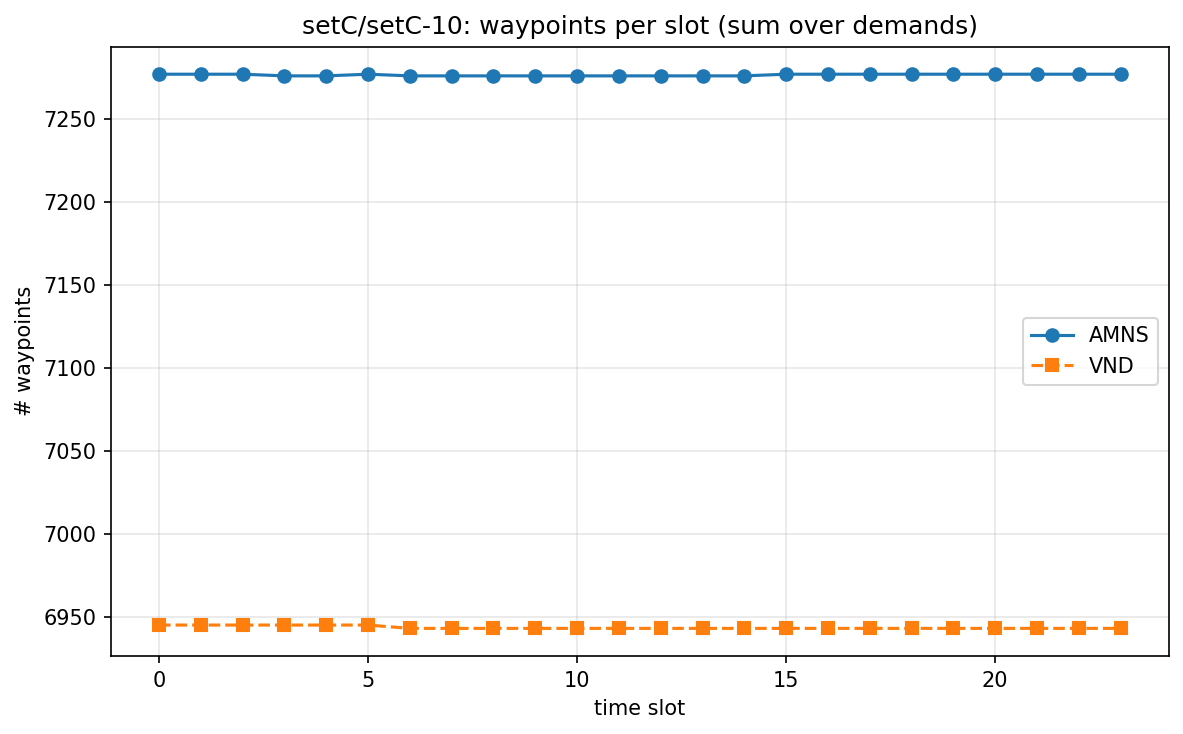 setC/setC-10: waypoints per slot (sum over demands)
# waypoints
7250
7200
7150
7100
7050
7000
6950
AMNS
VND
0
5
10
15
20
time slot